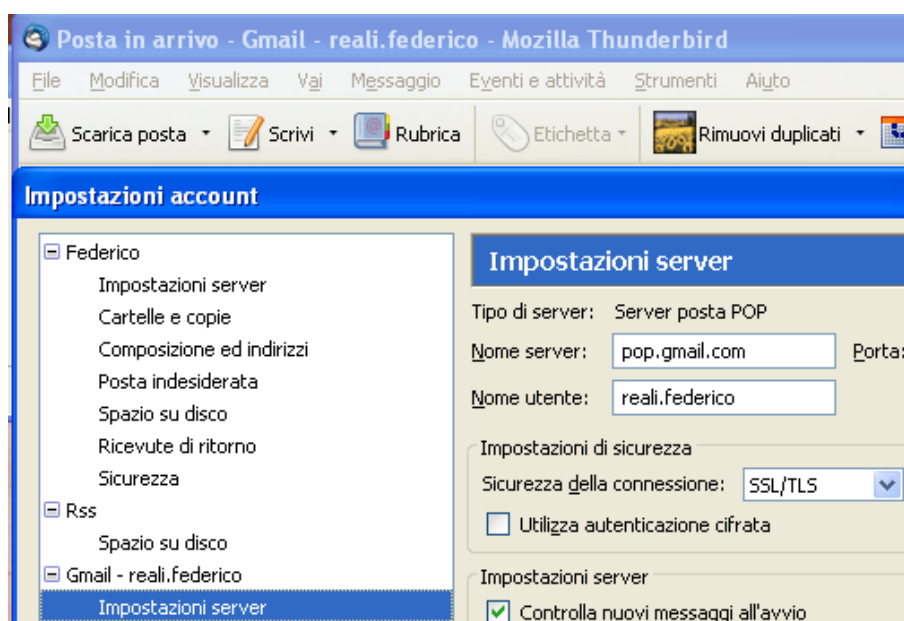 Posta in arrivo - Gmail - reali.federico - Mozilla Thunderbird
File Modifica Visualizza Vai Messaggio Eventi e attività Strumenti Aiuto
Scarica posta Scrivi Rubrica Etichetta Rimuovi duplicati
Impostazioni account
Federico
Impostazioni server
Cartelle e copie
Composizione ed indirizzi
Posta indesiderata
Spazio su disco
Ricevute di ritorno
Sicurezza
Rss
Spazio su disco
Gmail - reali.federico
Impostazioni server
Impostazioni server
Tipo di server: Server posta POP
Nome server: pop.gmail.com Porta:
Nome utente: reali.federico
Impostazioni di sicurezza
Sicurezza della connessione: SSL/TLS
Utilizza autenticazione cifrata
Impostazioni server
Controlla nuovi messaggi all'avvio